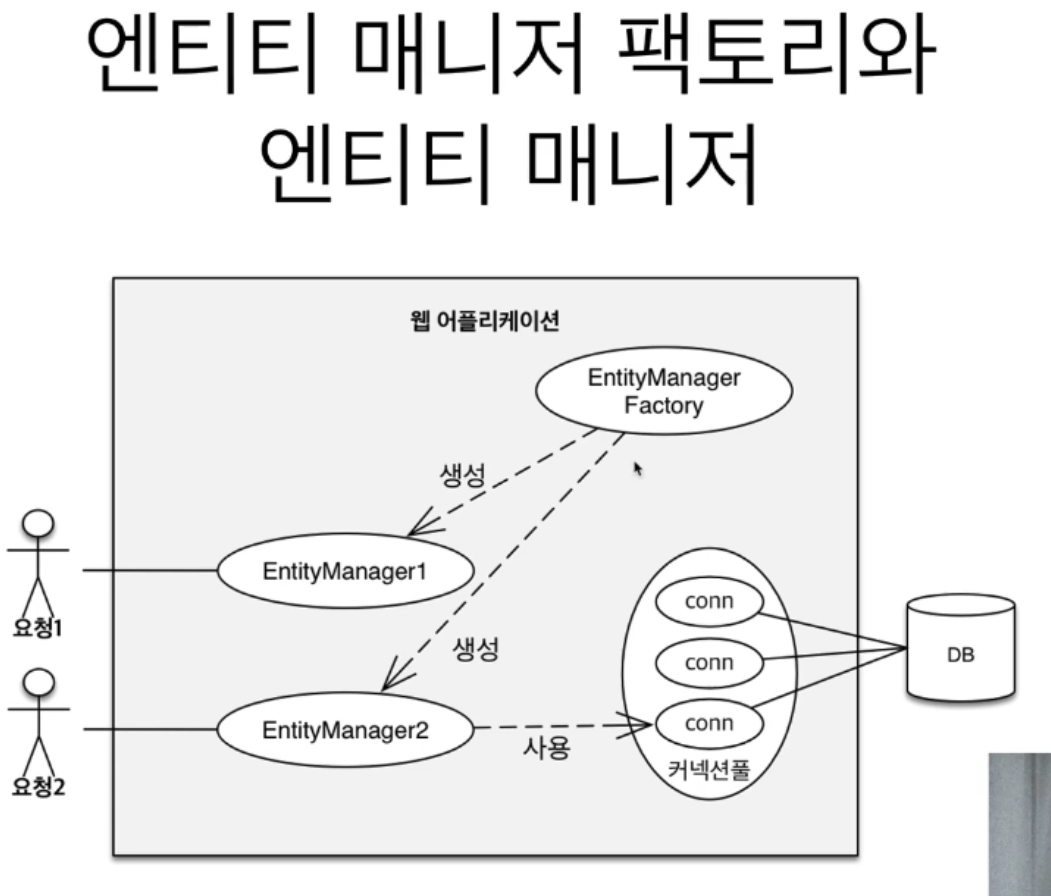 엔티티 매니저 팩토리와
엔티티 매니저
웹 어플리케이션
EntityManager
Factory
생성
EntityManager1
요청1
conn
conn
conn
커넥션풀
DB
생성
EntityManager2
사용
요청2